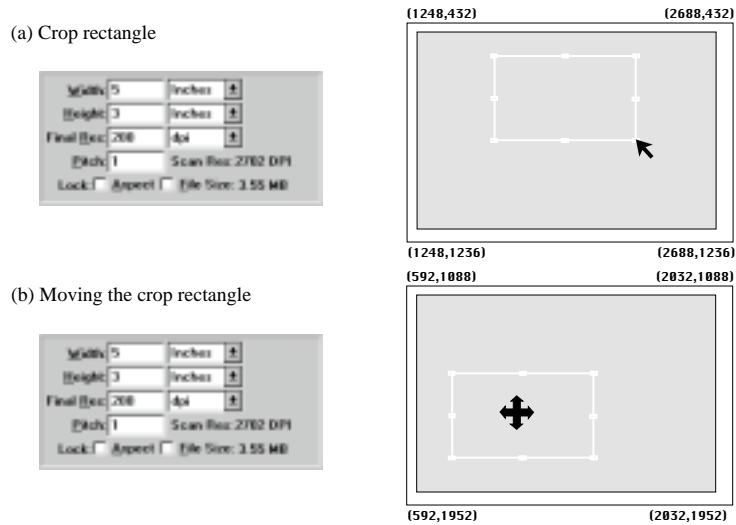 (1248,432) (2688,432)
(a) Crop rectangle
Width: 5 Inches
Height: 3 Inches
Final Res: 200 dpi
Pitch: 1 Scan Res: 2702 DPI
Lock: Aspect File Size: 3.55 MB
(1248,1236) (2688,1236)
(592,1088) (2032,1088)
(b) Moving the crop rectangle
Width: 5 Inches
Height: 3 Inches
Final Res: 200 dpi
Pitch: 1 Scan Res: 2702 DPI
Lock: Aspect File Size: 3.55 MB
(592,1952) (2032,1952)